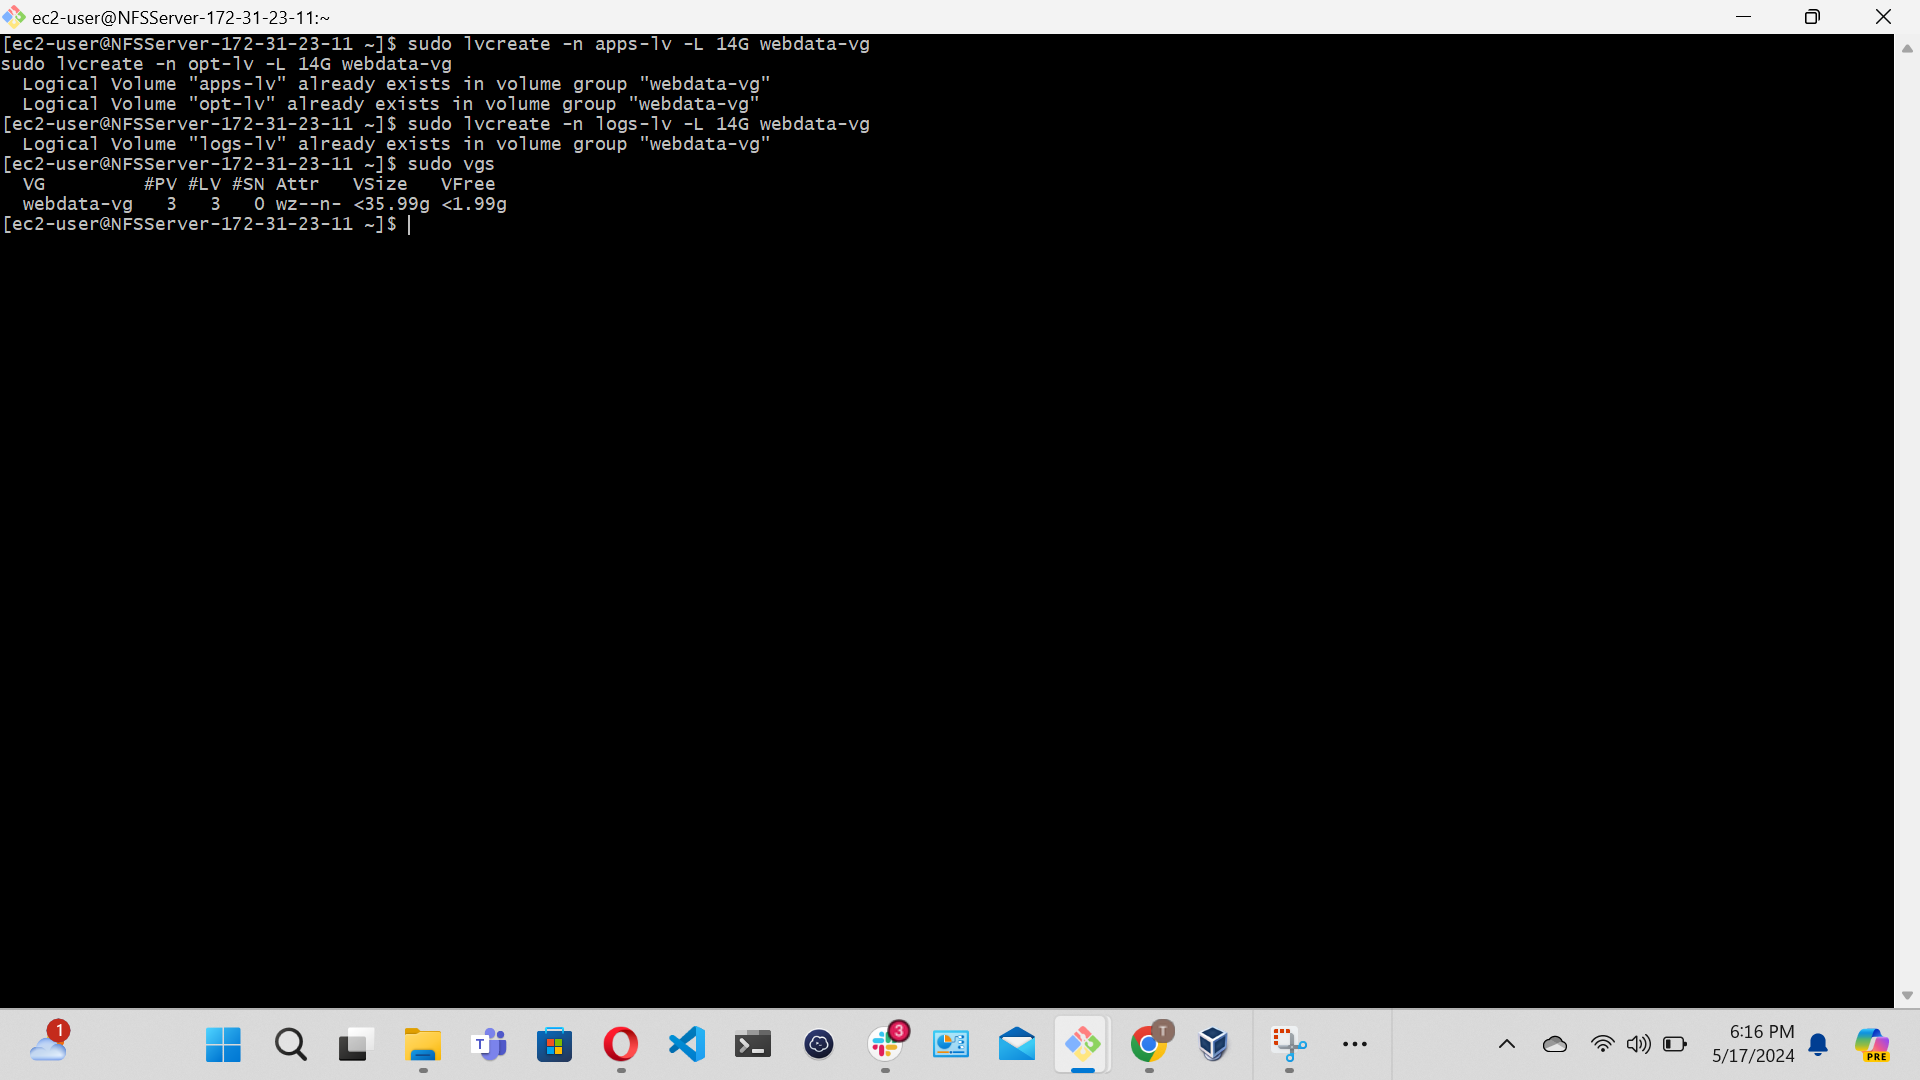 ec2-user@NFSServer-172-31-23-11:~
[ec2-user@NFSServer-172-31-23-11 ~]$ sudo lvcreate -n apps-lv -L 14G webdata-vg
sudo lvcreate -n opt-lv -L 14G webdata-vg
  Logical Volume "apps-lv" already exists in volume group "webdata-vg"
  Logical Volume "opt-lv" already exists in volume group "webdata-vg"
[ec2-user@NFSServer-172-31-23-11 ~]$ sudo lvcreate -n logs-lv -L 14G webdata-vg
  Logical Volume "logs-lv" already exists in volume group "webdata-vg"
[ec2-user@NFSServer-172-31-23-11 ~]$ sudo vgs
  VG         #PV #LV #SN Attr   VSize   VFree
  webdata-vg   3   3   0 wz--n- <35.99g <1.99g
[ec2-user@NFSServer-172-31-23-11 ~]$
1
T
3
T
6:16 PM
5/17/2024
PRE